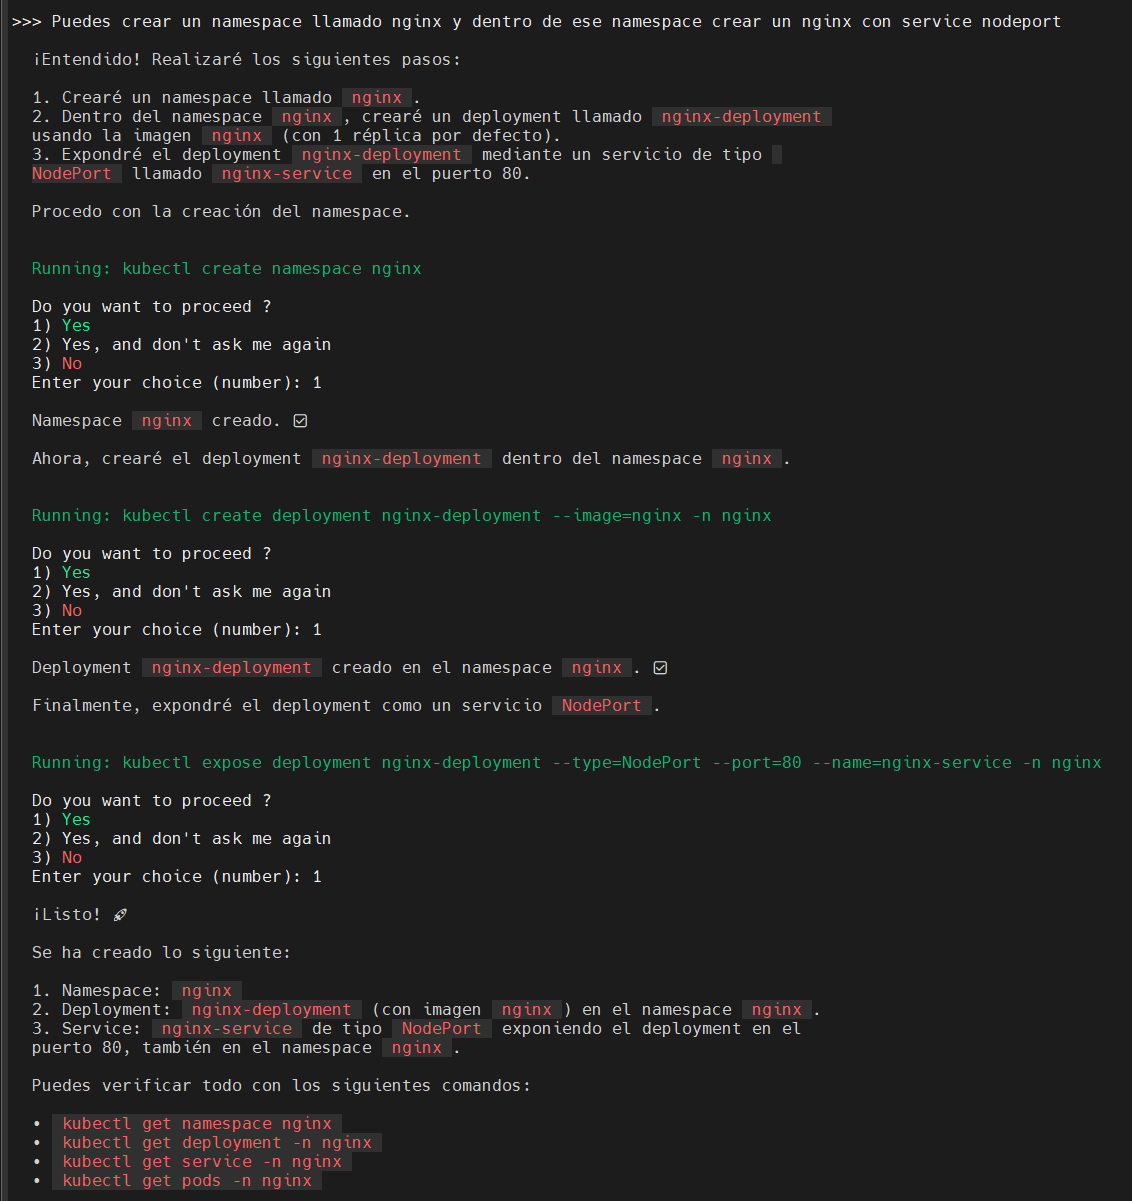 >>> Puedes crear un namespace llamado nginx y dentro de ese namespace crear un nginx con service nodeport
¡Entendido! Realizaré los siguientes pasos:
1. Crearé un namespace llamado nginx .
2. Dentro del namespace nginx , crearé un deployment llamado nginx-deployment
usando la imagen nginx (con 1 réplica por defecto).
3. Expondré el deployment nginx-deployment mediante un servicio de tipo
NodePort llamado nginx-service en el puerto 80.
Procedo con la creación del namespace.
Running: kubectl create namespace nginx
Do you want to proceed ?
1) Yes
2) Yes, and don't ask me again
3) No
Enter your choice (number): 1
Namespace nginx creado. ☑
Ahora, crearé el deployment nginx-deployment dentro del namespace nginx .
Running: kubectl create deployment nginx-deployment --image=nginx -n nginx
Do you want to proceed ?
1) Yes
2) Yes, and don't ask me again
3) No
Enter your choice (number): 1
Deployment nginx-deployment creado en el namespace nginx . ☑
Finalmente, expondré el deployment como un servicio NodePort .
Running: kubectl expose deployment nginx-deployment --type=NodePort --port=80 --name=nginx-service -n nginx
Do you want to proceed ?
1) Yes
2) Yes, and don't ask me again
3) No
Enter your choice (number): 1
¡Listo! 🚀
Se ha creado lo siguiente:
1. Namespace: nginx
2. Deployment: nginx-deployment (con imagen nginx ) en el namespace nginx .
3. Service: nginx-service de tipo NodePort exponiendo el deployment en el
puerto 80, también en el namespace nginx .
Puedes verificar todo con los siguientes comandos:
• kubectl get namespace nginx
• kubectl get deployment -n nginx
• kubectl get service -n nginx
• kubectl get pods -n nginx